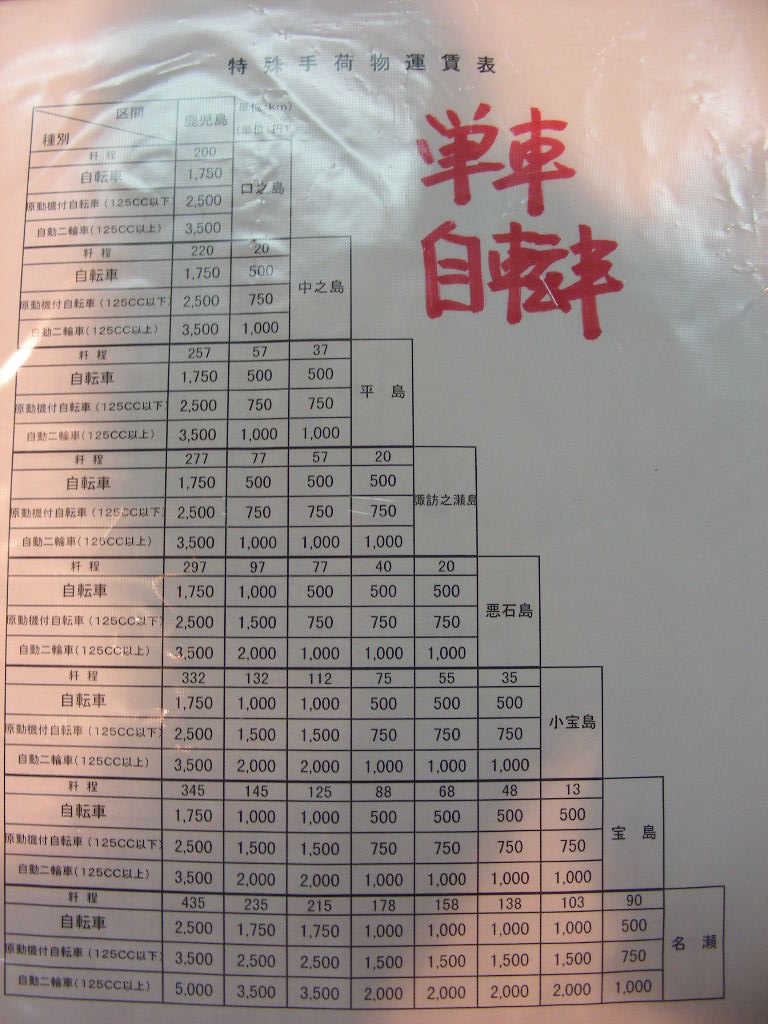 特殊手荷物運賃表
単車
自転車
区間
種別
鹿児島
(単位:km)
(単位:円)
粁程 200
自転車 1,750 口之島
原動機付自転車(125CC以下) 2,500
自動二輪車(125CC以上) 3,500
粁程 220 20
自転車 1,750 500 中之島
原動機付自転車(125CC以下) 2,500 750
自動二輪車(125CC以上) 3,500 1,000
粁程 257 57 37
自転車 1,750 500 500 平島
原動機付自転車(125CC以下) 2,500 750 750
自動二輪車(125CC以上) 3,500 1,000 1,000
粁程 277 77 57 20
自転車 1,750 500 500 500 諏訪之瀬島
原動機付自転車(125CC以下) 2,500 750 750 750
自動二輪車(125CC以上) 3,500 1,000 1,000 1,000
粁程 297 97 77 40 20
自転車 1,750 1,000 500 500 500 悪石島
原動機付自転車(125CC以下) 2,500 1,500 750 750 750
自動二輪車(125CC以上) 3,500 2,000 1,000 1,000 1,000
粁程 332 132 112 75 55 35
自転車 1,750 1,000 1,000 500 500 500 小宝島
原動機付自転車(125CC以下) 2,500 1,500 1,500 750 750 750
自動二輪車(125CC以上) 3,500 2,000 2,000 1,000 1,000 1,000
粁程 345 145 125 88 68 48 13
自転車 1,750 1,000 1,000 500 500 500 500 宝島
原動機付自転車(125CC以下) 2,500 1,500 1,500 750 750 750 750
自動二輪車(125CC以上) 3,500 2,000 2,000 1,000 1,000 1,000 1,000
粁程 435 235 215 178 158 138 103 90
自転車 2,500 1,750 1,750 1,000 1,000 1,000 1,000 500 名瀬
原動機付自転車(125CC以下) 3,500 2,500 2,500 1,500 1,500 1,500 1,500 750
自動二輪車(125CC以上) 5,000 3,500 3,500 2,000 2,000 2,000 2,000 1,000